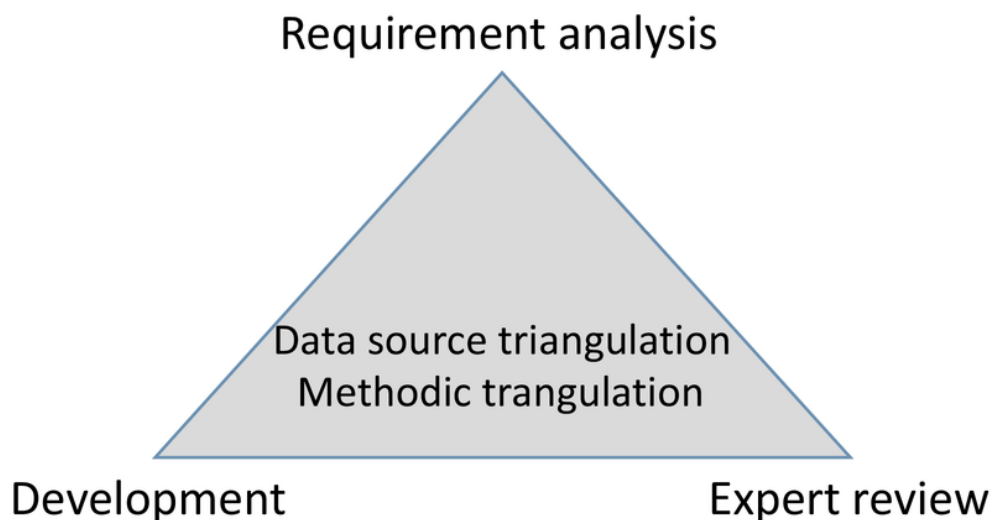 Requirement analysis
Data source triangulation
Methodic trangulation
Development
Expert review